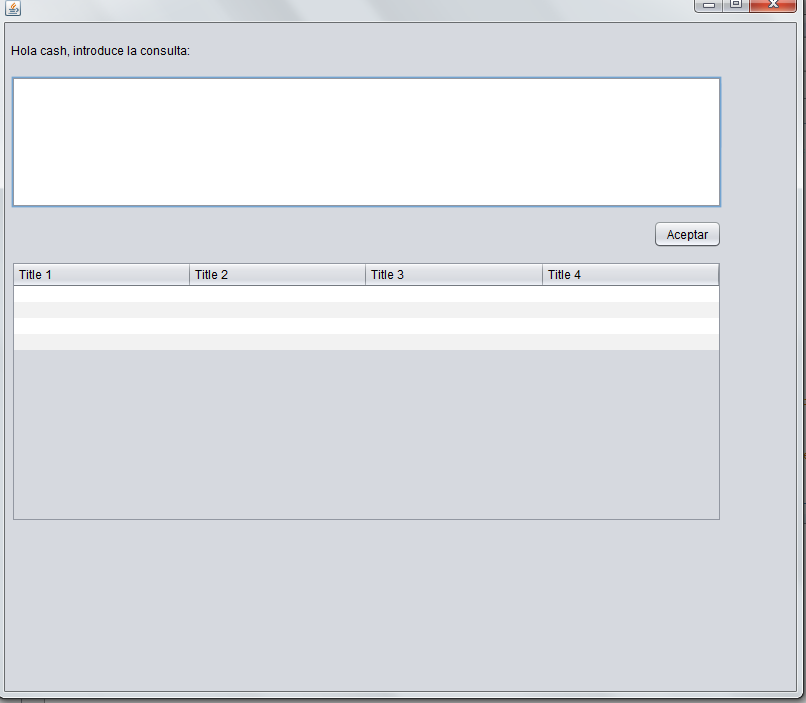 Hola cash, introduce la consulta:
Aceptar
Title 1 Title 2 Title 3 Title 4